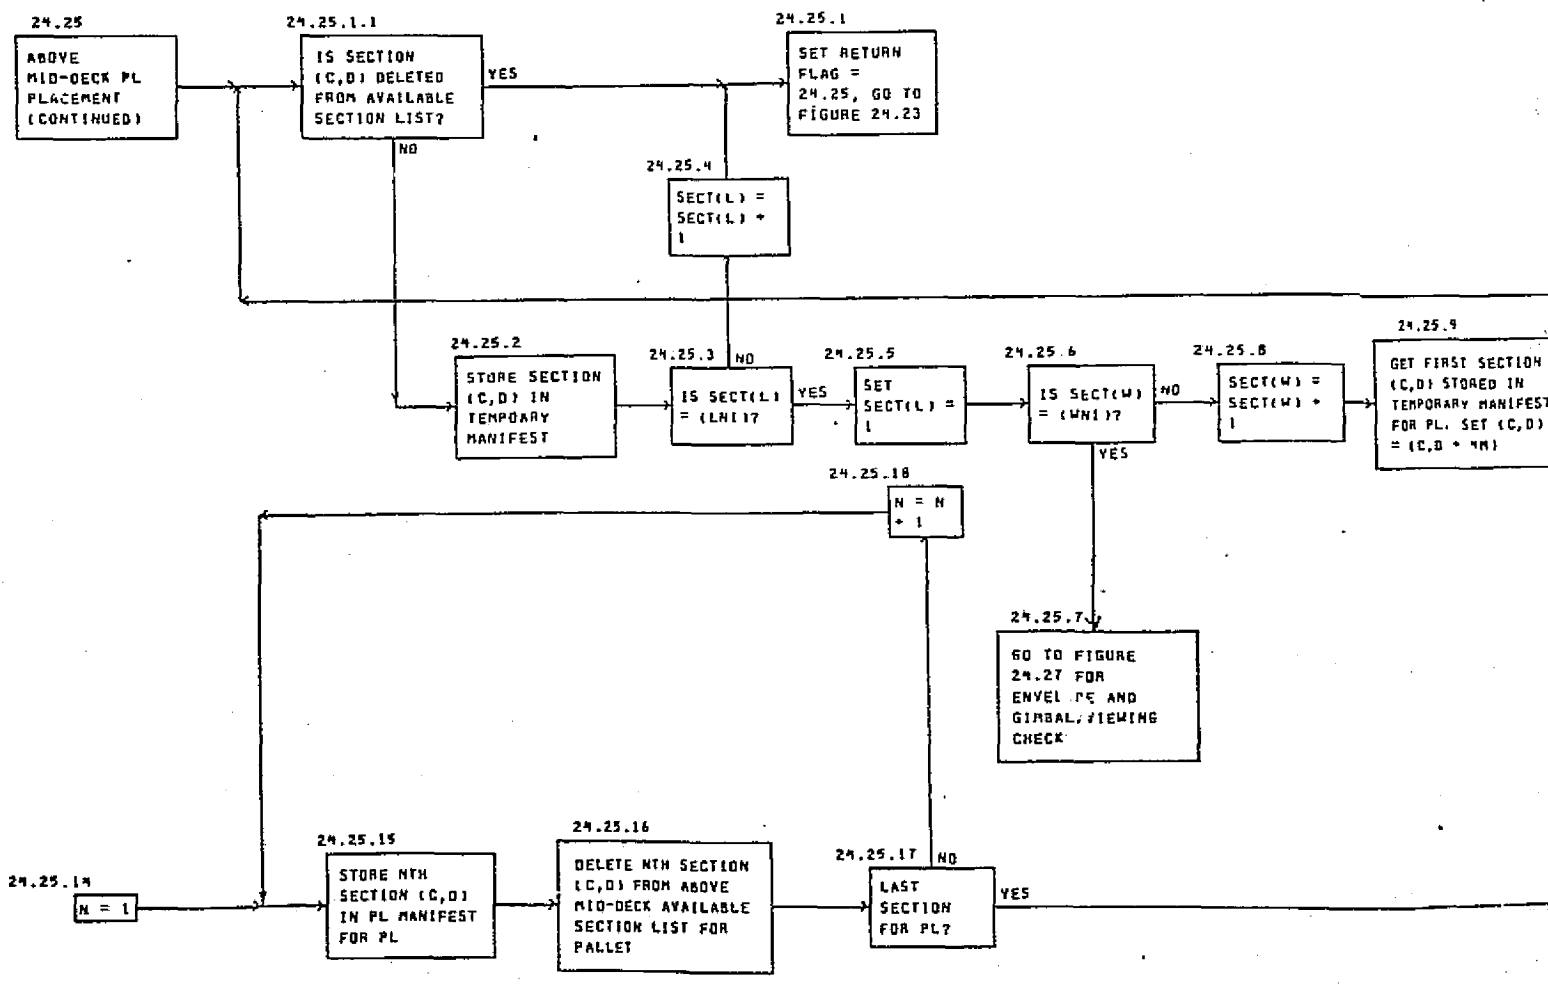 24.25
ABOVE
MID-DECK PL
PLACEMENT
(CONTINUED)
24.25.1.1
IS SECTION
(C,D) DELETED
FROM AVAILABLE
SECTION LIST?
YES
NO
24.25.1
SET RETURN
FLAG =
24.25, GO TO
FIGURE 24.23
24.25.4
SECT(L) =
SECT(L) +
1
24.25.2
STORE SECTION
(C,D) IN
TEMPOARY
MANIFEST
24.25.3
NO
IS SECT(L)
= (LNI)?
YES
24.25.5
SET
SECT(L) =
1
24.25.6
IS SECT(W)
= (WNI)?
NO
YES
24.25.8
SECT(W) =
SECT(W) +
1
24.25.9
GET FIRST SECTION
(C,D) STORED IN
TEMPORARY MANIFEST
FOR PL. SET (C,D)
= (C,D + 4M)
24.25.18
N = N
+ 1
24.25.7
GO TO FIGURE
24.27 FOR
AND
GIMBAL
CHECK
24.25.14
N = 1
24.25.15
STORE NTH
SECTION (C,D)
IN PL MANIFEST
FOR PL
24.25.16
DELETE NTH SECTION
(C,D) FROM ABOVE
MID-DECK AVAILABLE
SECTION LIST FOR
PALLET
24.25.17
NO
LAST
SECTION
FOR PL?
YES